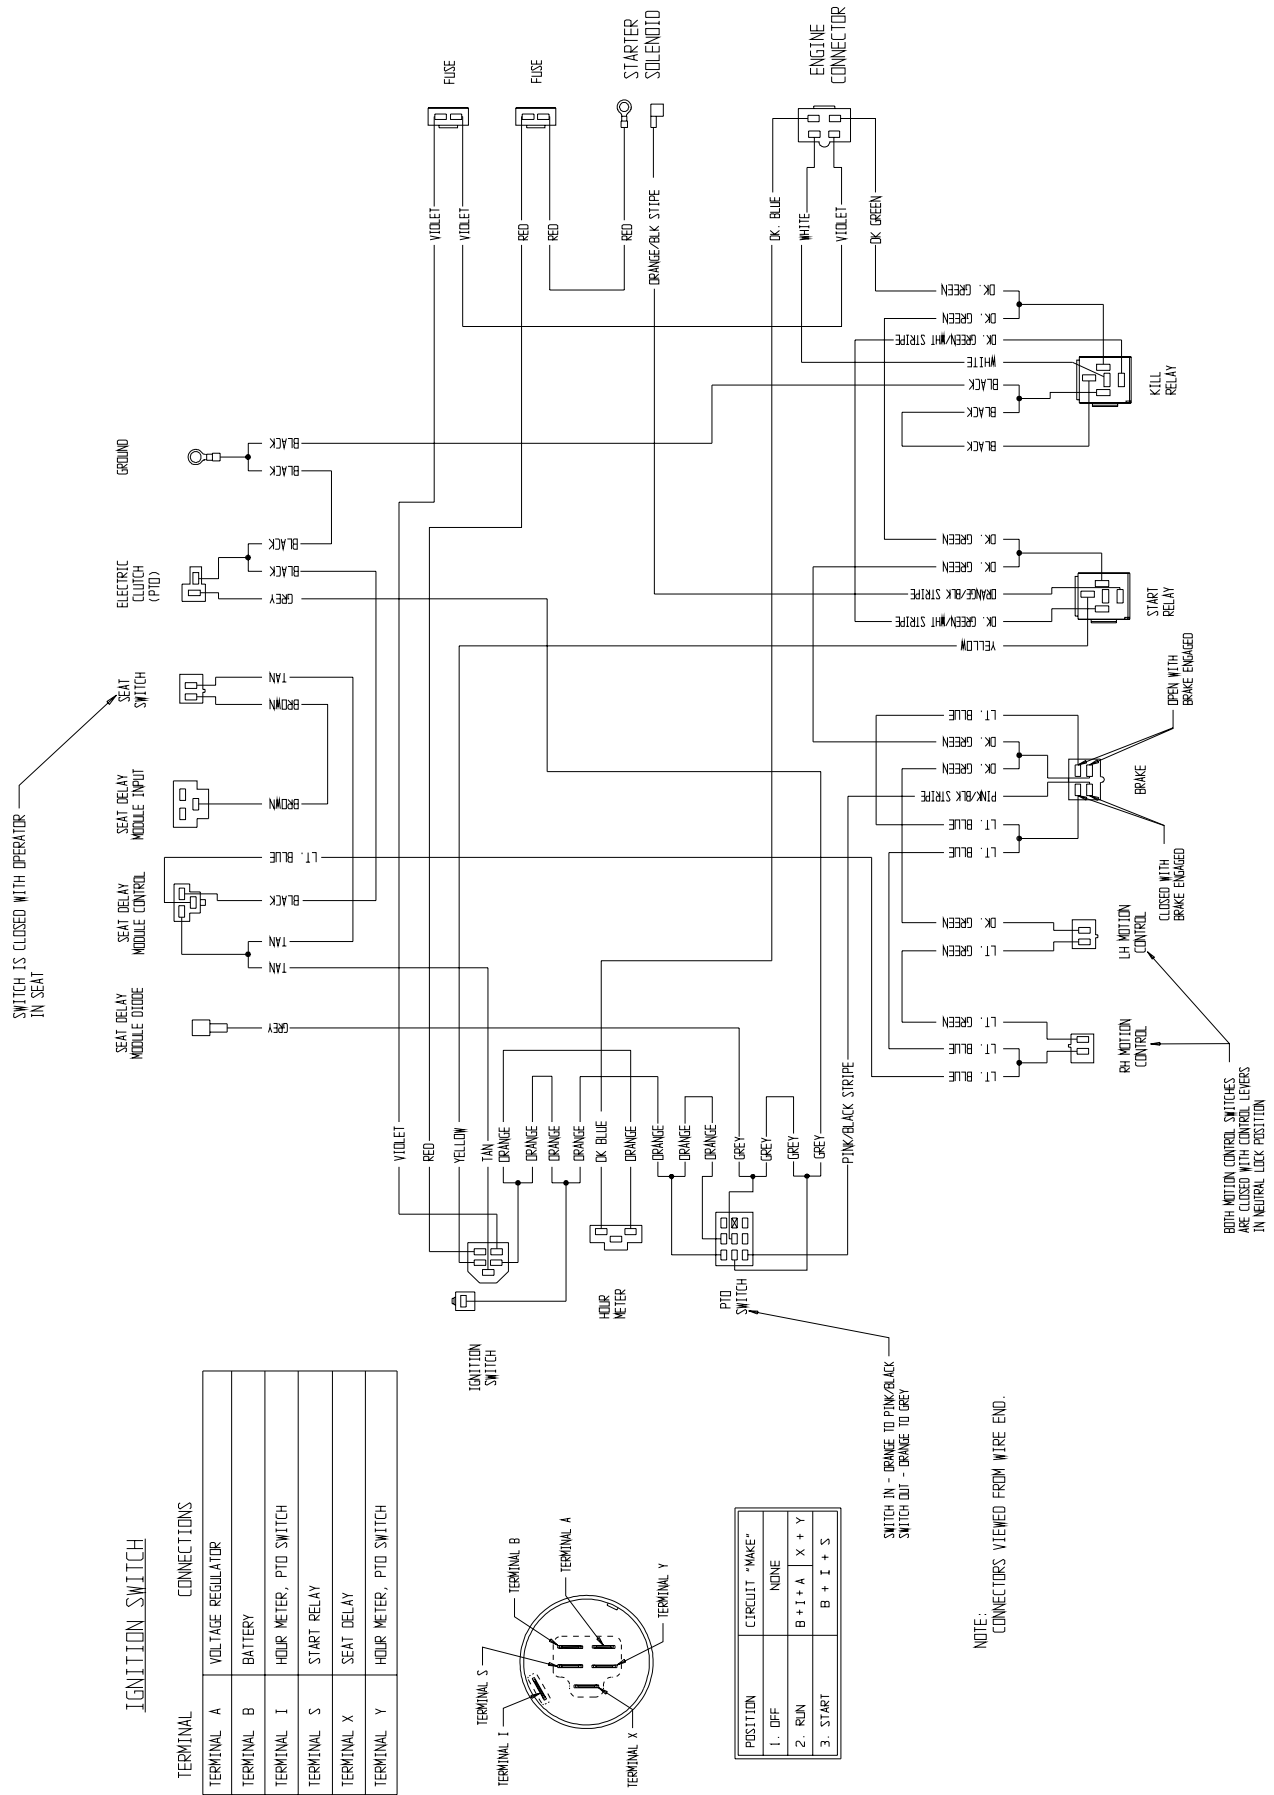 IGNITION SWITCH
TERMINAL CONNECTIONS
TERMINAL A VOLTAGE REGULATOR
TERMINAL B BATTERY
TERMINAL I HOUR METER, PTO SWITCH
TERMINAL S START RELAY
TERMINAL X SEAT DELAY
TERMINAL Y HOUR METER, PTO SWITCH
TERMINAL I
TERMINAL S
TERMINAL B
TERMINAL A
TERMINAL X
TERMINAL Y
POSITION CIRCUIT "MAKE"
1. OFF NONE
2. RUN B+I+A X + Y
3. START B + I + S
NOTE:
CONNECTORS VIEWED FROM WIRE END.
SWITCH IS CLOSED WITH OPERATOR
IN SEAT
SEAT DELAY
MODULE DIODE
SEAT DELAY
MODULE CONTROL
SEAT DELAY
MODULE INPUT
SEAT
SWITCH
ELECTRIC
CLUTCH
(PTO)
GROUND
GREY
TAN
TAN
BLACK
LT. BLUE
BROWN
BROWN
TAN
GREY
BLACK
BLACK
BLACK
BLACK
IGNITION
SWITCH
HOUR
METER
PTO
SWITCH
SWITCH IN - ORANGE TO PINK/BLACK
SWITCH OUT - ORANGE TO GREY
VIOLET
RED
YELLOW
TAN
ORANGE
ORANGE
ORANGE
ORANGE
DK BLUE
ORANGE
ORANGE
ORANGE
ORANGE
GREY
GREY
GREY
GREY
PINK/BLACK STRIPE
FUSE
FUSE
STARTER
SOLENOID
ENGINE
CONNECTOR
VIOLET
VIOLET
RED
RED
RED
ORANGE/BLK STIPE
DK. BLUE
WHITE
VIOLET
DK GREEN
DK. GREEN
DK. GREEN
DK. GREEN/WHT STRIPE
WHITE
BLACK
BLACK
BLACK
KILL
RELAY
DK. GREEN
DK. GREEN
ORANGE/BLK STRIPE
DK. GREEN/WHT STRIPE
YELLOW
START
RELAY
LT. BLUE
DK. GREEN
DK. GREEN
PINK/BLK STRIPE
LT. BLUE
LT. BLUE
BRAKE
OPEN WITH
BRAKE ENGAGED
CLOSED WITH
BRAKE ENGAGED
DK. GREEN
LT. GREEN
LH MOTION
CONTROL
LT. GREEN
LT. BLUE
LT. BLUE
RH MOTION
CONTROL
BOTH MOTION CONTROL SWITCHES
ARE CLOSED WITH CONTROL LEVERS
IN NEUTRAL LOCK POSITION